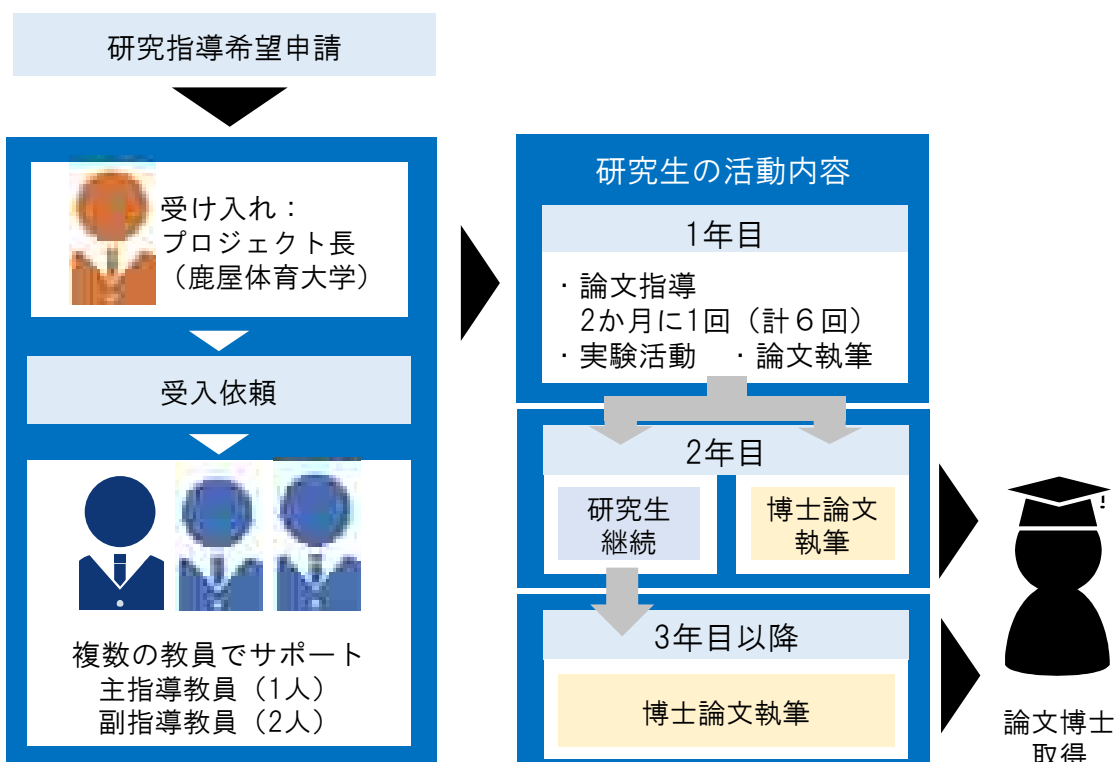 研究指導希望申請
受け入れ：
プロジェクト長
（鹿屋体育大学）
受入依頼
複数の教員でサポート
主指導教員（1人）
副指導教員（2人）
研究生の活動内容
1年目
・論文指導
2か月に1回（計６回）
・実験活動　・論文執筆
2年目
研究生
継続
博士論文
執筆
3年目以降
博士論文執筆
論文博士
取得